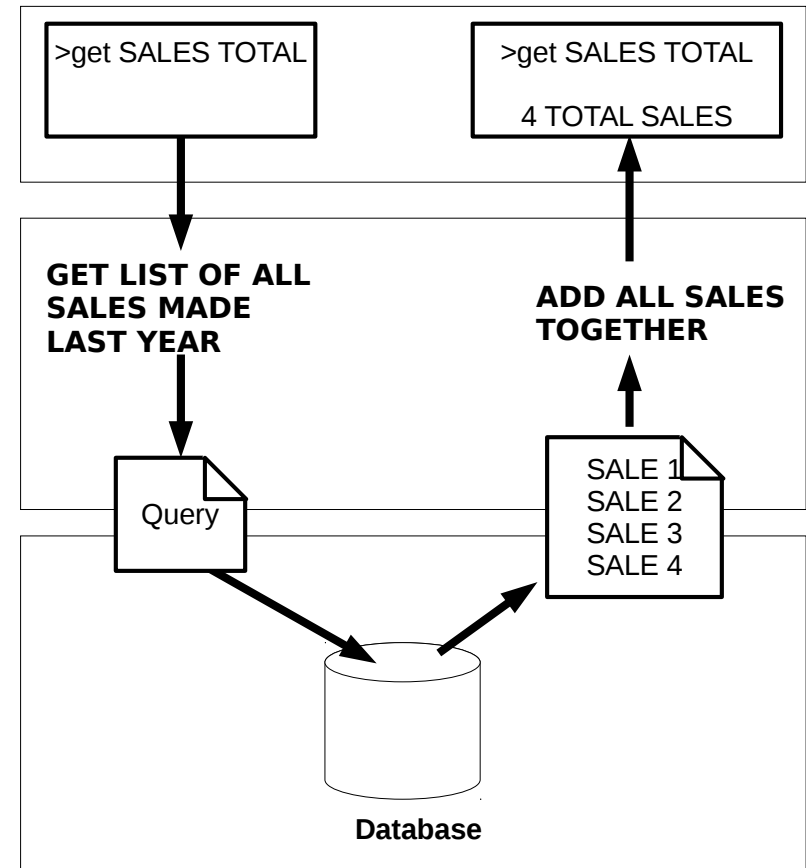 >get SALES TOTAL
>get SALES TOTAL
4 TOTAL SALES
GET LIST OF ALL
SALES MADE
LAST YEAR
ADD ALL SALES
TOGETHER
Query
SALE 1
SALE 2
SALE 3
SALE 4
Database